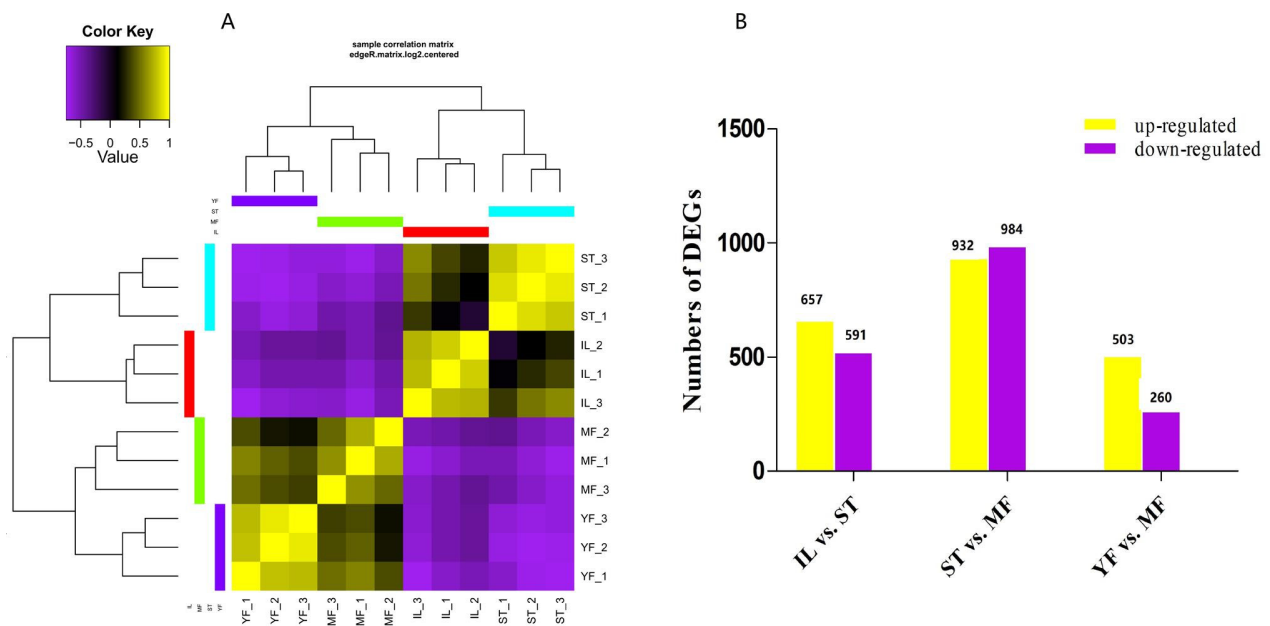 A
B
Color Key
−0.5 0 0.5 1
Value
sample correlation matrix
edgeR.matrix.log2.centered
YF
ST
MF
IL
ST_3
ST_2
ST_1
IL_2
IL_1
IL_3
MF_2
MF_1
MF_3
YF_3
YF_2
YF_1
IL
MF
ST
YF
YF_1
YF_2
YF_3
MF_3
MF_1
MF_2
IL_3
IL_1
IL_2
ST_1
ST_2
ST_3
Numbers of DEGs
1500
1000
500
0
up-regulated
down-regulated
657
591
932
984
503
260
IL vs. ST
ST vs. MF
YF vs. MF